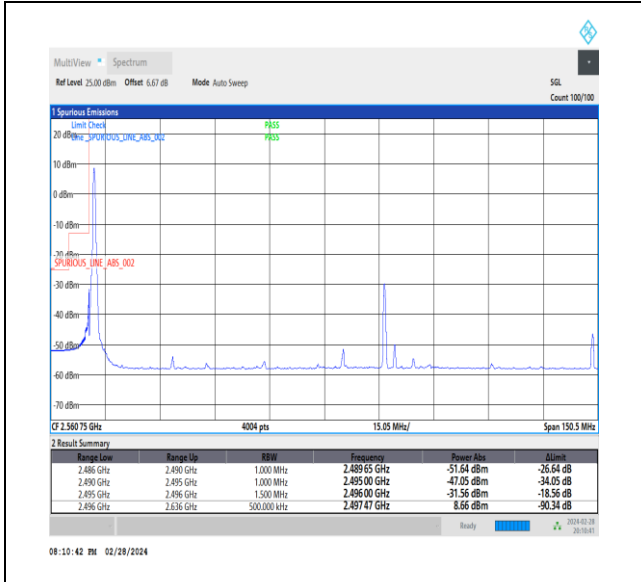 MultiView Spectrum
Ref Level 25.00 dBm Offset 6.67 dB Mode Auto Sweep SGL
Count 100/100
1 Spurious Emissions
Limit Check PASS
20 dBm
Line _SPURIOUS_LINE_ABS_002 PASS
10 dBm
0 dBm
-10 dBm
-20 dBm
_SPURIOUS_LINE_ABS_002
-30 dBm
-40 dBm
-50 dBm
-60 dBm
-70 dBm
CF 2.560 75 GHz 4004 pts 15.05 MHz/ Span 150.5 MHz
2 Result Summary
Range Low Range Up RBW Frequency Power Abs ΔLimit
2.486 GHz 2.490 GHz 1.000 MHz 2.489 65 GHz -51.64 dBm -26.64 dB
2.490 GHz 2.495 GHz 1.000 MHz 2.495 00 GHz -47.05 dBm -34.05 dB
2.495 GHz 2.496 GHz 1.500 MHz 2.496 00 GHz -31.56 dBm -18.56 dB
2.496 GHz 2.636 GHz 500.000 kHz 2.497 47 GHz 8.66 dBm -90.34 dB
Ready 2024-02-28
20:10:41
08:10:42 PM 02/28/2024